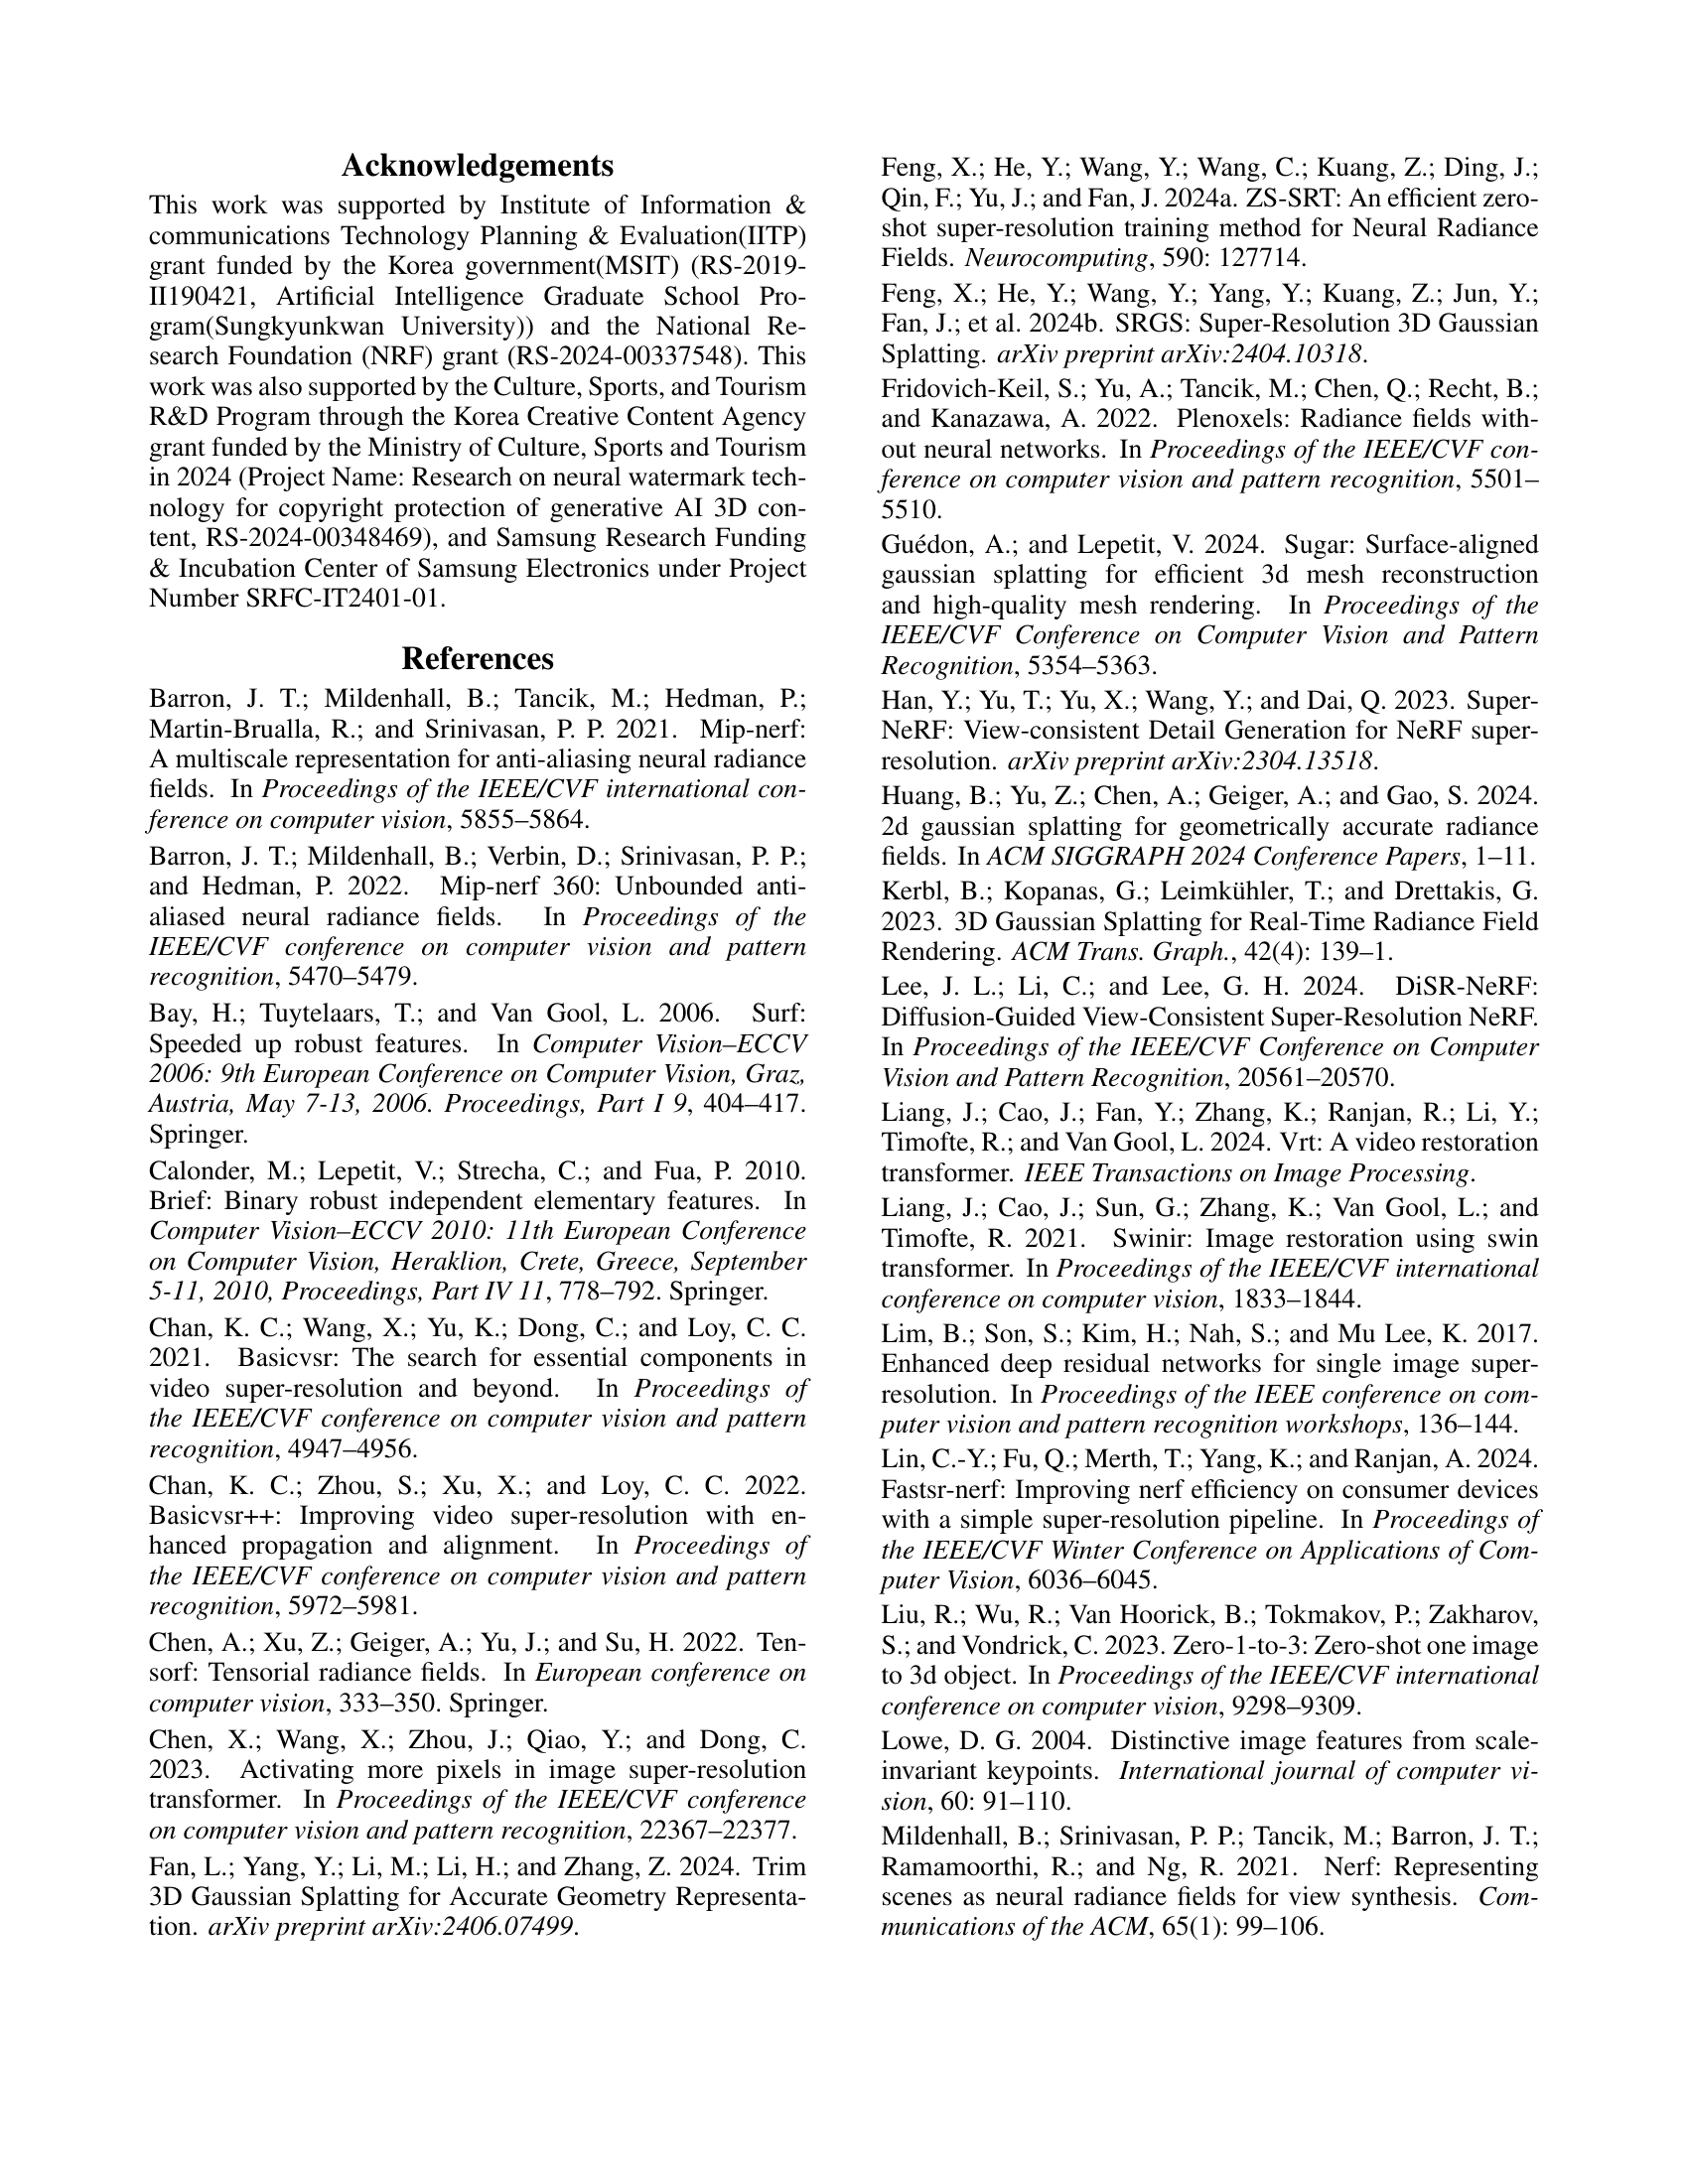 Acknowledgements
This work was supported by Institute of Information &
communications Technology Planning & Evaluation(IITP)
grant funded by the Korea government(MSIT) (RS-2019-
II190421, Artificial Intelligence Graduate School Pro-
gram(Sungkyunkwan University)) and the National Re-
search Foundation (NRF) grant (RS-2024-00337548). This
work was also supported by the Culture, Sports, and Tourism
R&D Program through the Korea Creative Content Agency
grant funded by the Ministry of Culture, Sports and Tourism
in 2024 (Project Name: Research on neural watermark tech-
nology for copyright protection of generative AI 3D con-
tent, RS-2024-00348469), and Samsung Research Funding
& Incubation Center of Samsung Electronics under Project
Number SRFC-IT2401-01.
References
Barron, J. T.; Mildenhall, B.; Tancik, M.; Hedman, P.;
Martin-Brualla, R.; and Srinivasan, P. P. 2021. Mip-nerf:
A multiscale representation for anti-aliasing neural radiance
fields. In Proceedings of the IEEE/CVF international con-
ference on computer vision, 5855–5864.
Barron, J. T.; Mildenhall, B.; Verbin, D.; Srinivasan, P. P.;
and Hedman, P. 2022. Mip-nerf 360: Unbounded anti-
aliased neural radiance fields. In Proceedings of the
IEEE/CVF conference on computer vision and pattern
recognition, 5470–5479.
Bay, H.; Tuytelaars, T.; and Van Gool, L. 2006. Surf:
Speeded up robust features. In Computer Vision–ECCV
2006: 9th European Conference on Computer Vision, Graz,
Austria, May 7-13, 2006. Proceedings, Part I 9, 404–417.
Springer.
Calonder, M.; Lepetit, V.; Strecha, C.; and Fua, P. 2010.
Brief: Binary robust independent elementary features. In
Computer Vision–ECCV 2010: 11th European Conference
on Computer Vision, Heraklion, Crete, Greece, September
5-11, 2010, Proceedings, Part IV 11, 778–792. Springer.
Chan, K. C.; Wang, X.; Yu, K.; Dong, C.; and Loy, C. C.
2021. Basicvsr: The search for essential components in
video super-resolution and beyond. In Proceedings of
the IEEE/CVF conference on computer vision and pattern
recognition, 4947–4956.
Chan, K. C.; Zhou, S.; Xu, X.; and Loy, C. C. 2022.
Basicvsr++: Improving video super-resolution with en-
hanced propagation and alignment. In Proceedings of
the IEEE/CVF conference on computer vision and pattern
recognition, 5972–5981.
Chen, A.; Xu, Z.; Geiger, A.; Yu, J.; and Su, H. 2022. Ten-
sorf: Tensorial radiance fields. In European conference on
computer vision, 333–350. Springer.
Chen, X.; Wang, X.; Zhou, J.; Qiao, Y.; and Dong, C.
2023. Activating more pixels in image super-resolution
transformer. In Proceedings of the IEEE/CVF conference
on computer vision and pattern recognition, 22367–22377.
Fan, L.; Yang, Y.; Li, M.; Li, H.; and Zhang, Z. 2024. Trim
3D Gaussian Splatting for Accurate Geometry Representa-
tion. arXiv preprint arXiv:2406.07499.
Feng, X.; He, Y.; Wang, Y.; Wang, C.; Kuang, Z.; Ding, J.;
Qin, F.; Yu, J.; and Fan, J. 2024a. ZS-SRT: An efficient zero-
shot super-resolution training method for Neural Radiance
Fields. Neurocomputing, 590: 127714.
Feng, X.; He, Y.; Wang, Y.; Yang, Y.; Kuang, Z.; Jun, Y.;
Fan, J.; et al. 2024b. SRGS: Super-Resolution 3D Gaussian
Splatting. arXiv preprint arXiv:2404.10318.
Fridovich-Keil, S.; Yu, A.; Tancik, M.; Chen, Q.; Recht, B.;
and Kanazawa, A. 2022. Plenoxels: Radiance fields with-
out neural networks. In Proceedings of the IEEE/CVF con-
ference on computer vision and pattern recognition, 5501–
5510.
Guédon, A.; and Lepetit, V. 2024. Sugar: Surface-aligned
gaussian splatting for efficient 3d mesh reconstruction
and high-quality mesh rendering. In Proceedings of the
IEEE/CVF Conference on Computer Vision and Pattern
Recognition, 5354–5363.
Han, Y.; Yu, T.; Yu, X.; Wang, Y.; and Dai, Q. 2023. Super-
NeRF: View-consistent Detail Generation for NeRF super-
resolution. arXiv preprint arXiv:2304.13518.
Huang, B.; Yu, Z.; Chen, A.; Geiger, A.; and Gao, S. 2024.
2d gaussian splatting for geometrically accurate radiance
fields. In ACM SIGGRAPH 2024 Conference Papers, 1–11.
Kerbl, B.; Kopanas, G.; Leimkühler, T.; and Drettakis, G.
2023. 3D Gaussian Splatting for Real-Time Radiance Field
Rendering. ACM Trans. Graph., 42(4): 139–1.
Lee, J. L.; Li, C.; and Lee, G. H. 2024. DiSR-NeRF:
Diffusion-Guided View-Consistent Super-Resolution NeRF.
In Proceedings of the IEEE/CVF Conference on Computer
Vision and Pattern Recognition, 20561–20570.
Liang, J.; Cao, J.; Fan, Y.; Zhang, K.; Ranjan, R.; Li, Y.;
Timofte, R.; and Van Gool, L. 2024. Vrt: A video restoration
transformer. IEEE Transactions on Image Processing.
Liang, J.; Cao, J.; Sun, G.; Zhang, K.; Van Gool, L.; and
Timofte, R. 2021. Swinir: Image restoration using swin
transformer. In Proceedings of the IEEE/CVF international
conference on computer vision, 1833–1844.
Lim, B.; Son, S.; Kim, H.; Nah, S.; and Mu Lee, K. 2017.
Enhanced deep residual networks for single image super-
resolution. In Proceedings of the IEEE conference on com-
puter vision and pattern recognition workshops, 136–144.
Lin, C.-Y.; Fu, Q.; Merth, T.; Yang, K.; and Ranjan, A. 2024.
Fastsr-nerf: Improving nerf efficiency on consumer devices
with a simple super-resolution pipeline. In Proceedings of
the IEEE/CVF Winter Conference on Applications of Com-
puter Vision, 6036–6045.
Liu, R.; Wu, R.; Van Hoorick, B.; Tokmakov, P.; Zakharov,
S.; and Vondrick, C. 2023. Zero-1-to-3: Zero-shot one image
to 3d object. In Proceedings of the IEEE/CVF international
conference on computer vision, 9298–9309.
Lowe, D. G. 2004. Distinctive image features from scale-
invariant keypoints. International journal of computer vi-
sion, 60: 91–110.
Mildenhall, B.; Srinivasan, P. P.; Tancik, M.; Barron, J. T.;
Ramamoorthi, R.; and Ng, R. 2021. Nerf: Representing
scenes as neural radiance fields for view synthesis. Com-
munications of the ACM, 65(1): 99–106.